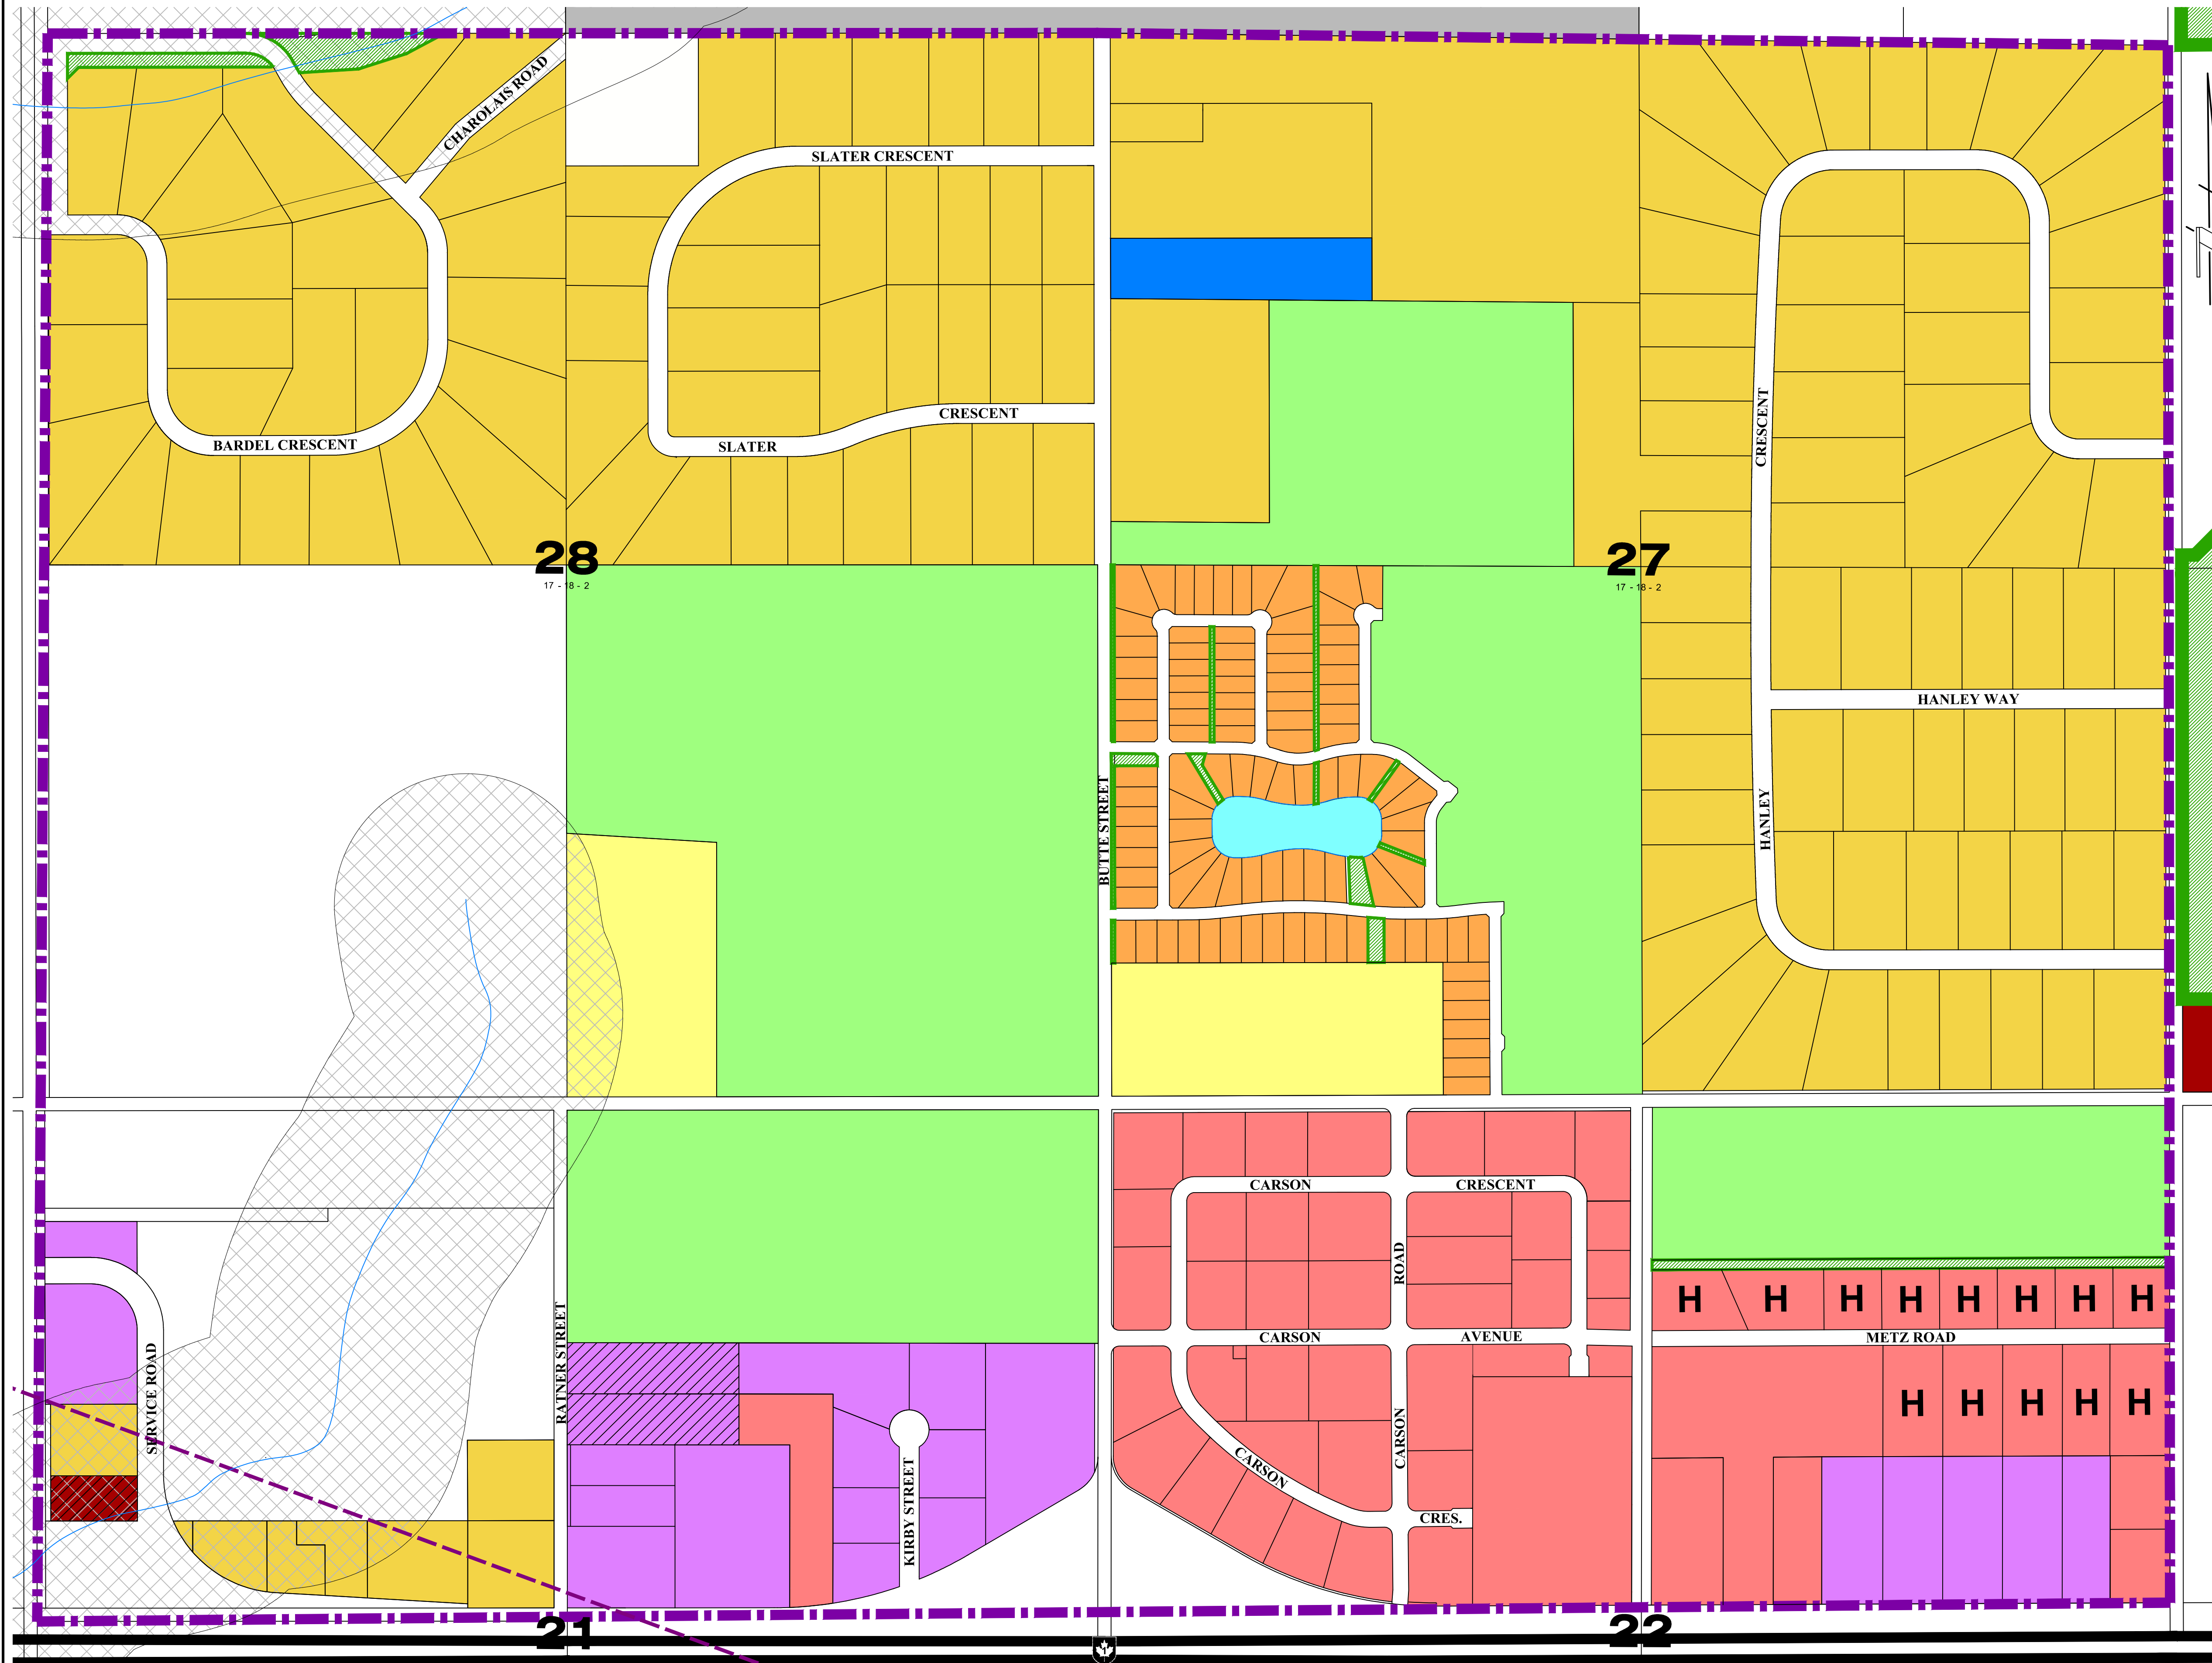 CHAROLAIS ROAD
SLATER CRESCENT
CRESCENT
SLATER
BARDEL CRESCENT
CRESCENT
28
17 - 18 - 2
27
17 - 18 - 2
HANLEY WAY
BUTTE STREET
HANLEY
CARSON
CRESCENT
ROAD
H H H H H H H H
CARSON
AVENUE
METZ ROAD
SERVICE ROAD
RATNER STREET
H H H H H
CARSON
CARSON
KIRBY STREET
CRES.
21
22
1